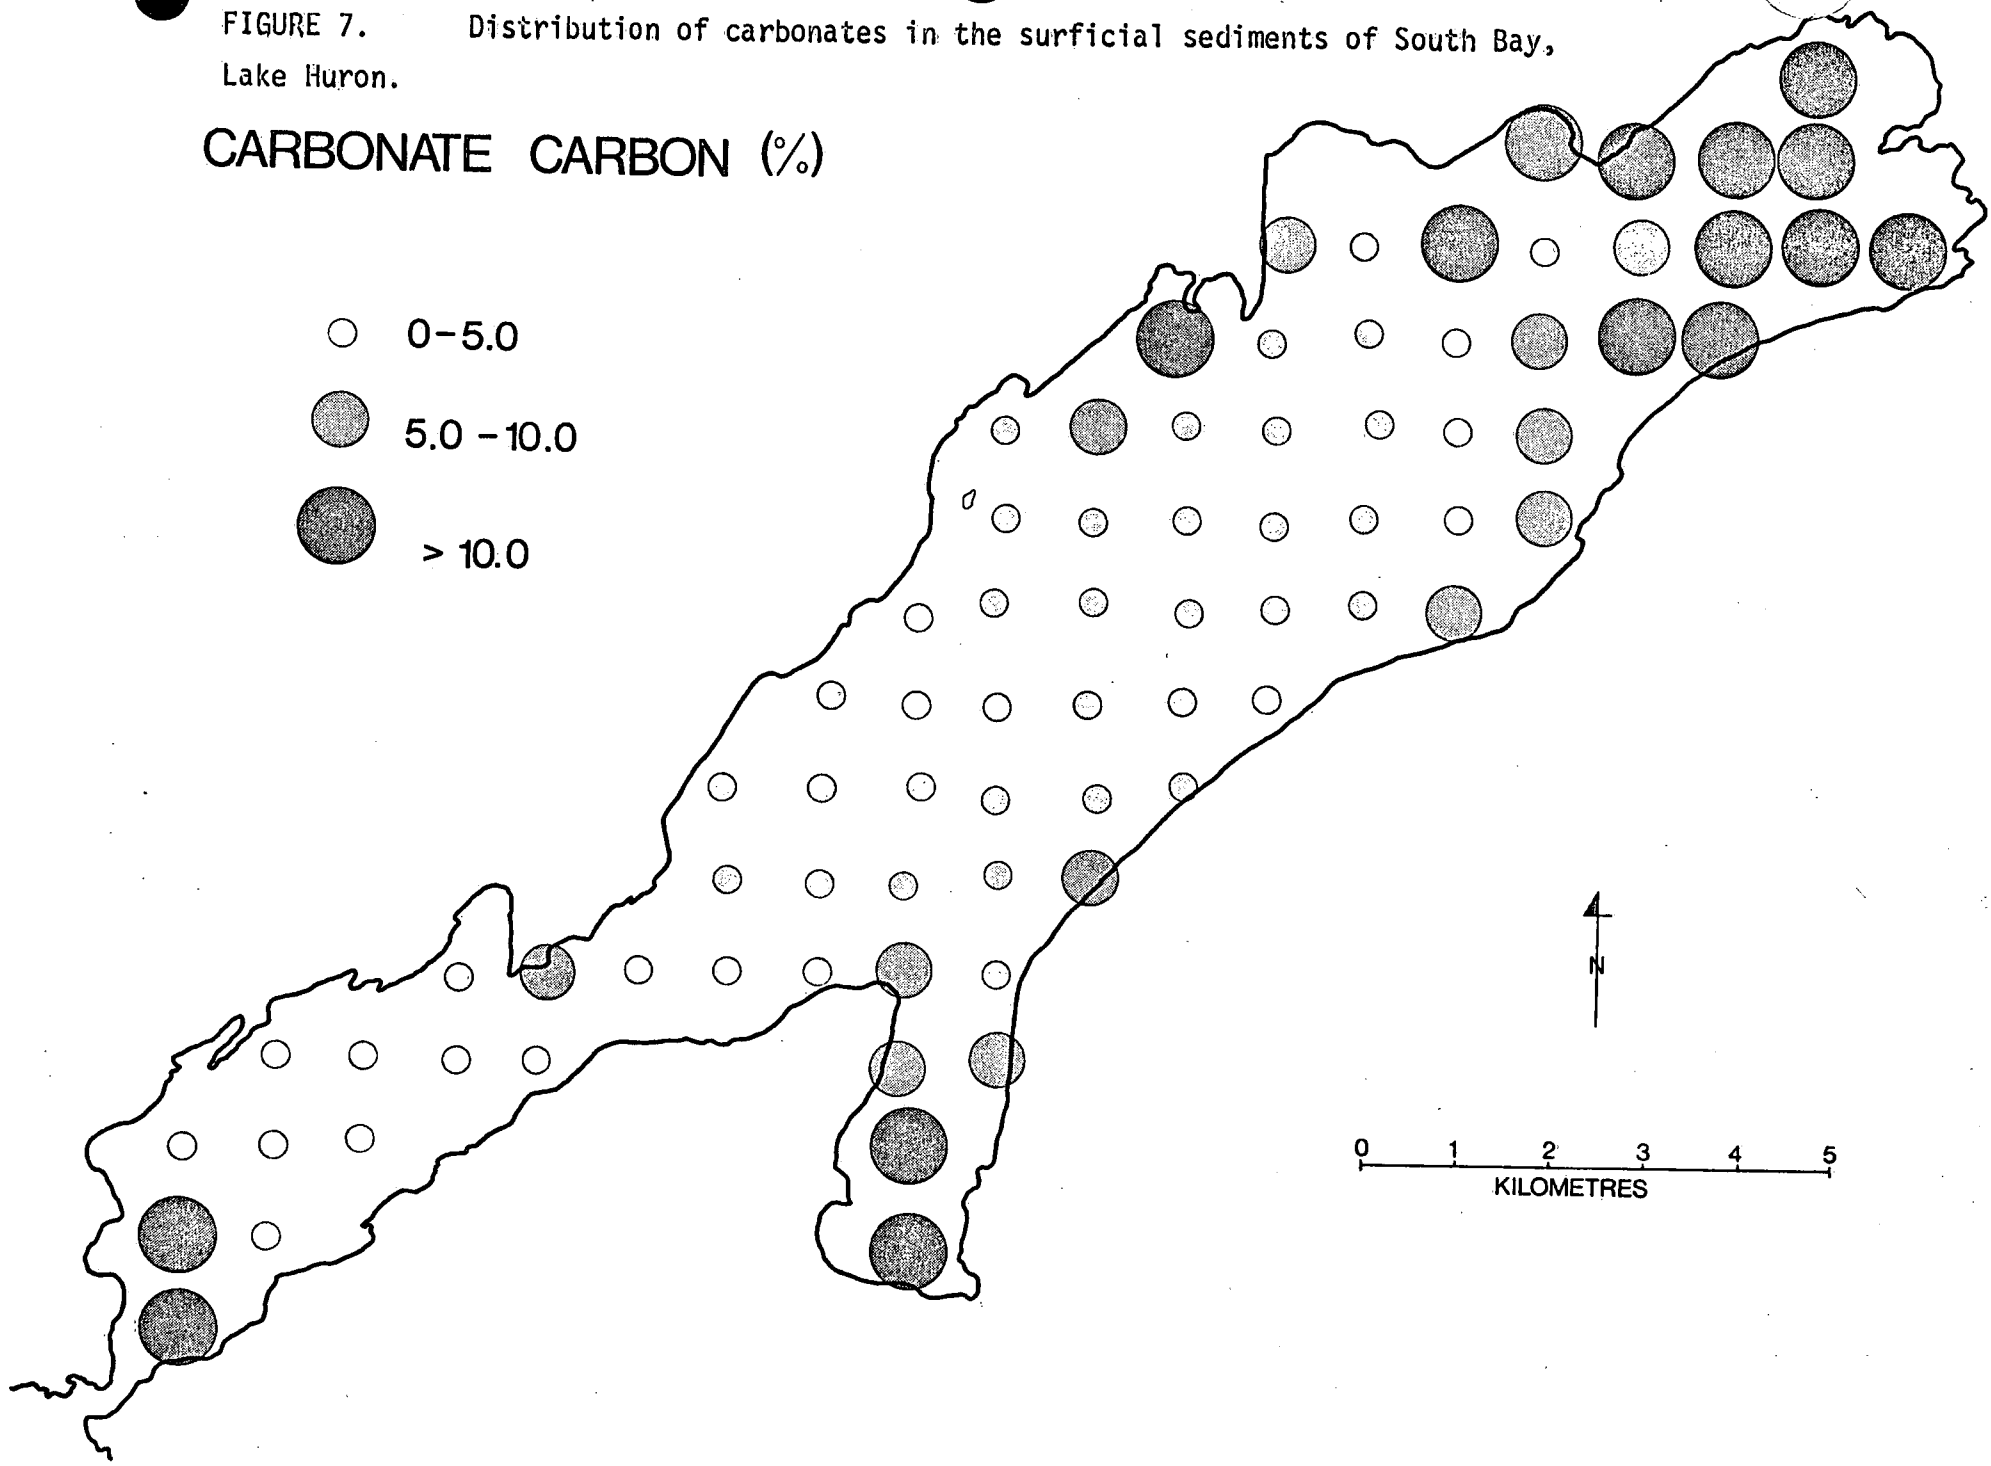 FIGURE 7. Distribution of carbonates in the surficial sediments of South Bay,
Lake Huron.
CARBONATE CARBON (%)
0-5.0
5.0 -10.0
> 10.0
N
0 1 2 3 4 5
KILOMETRES